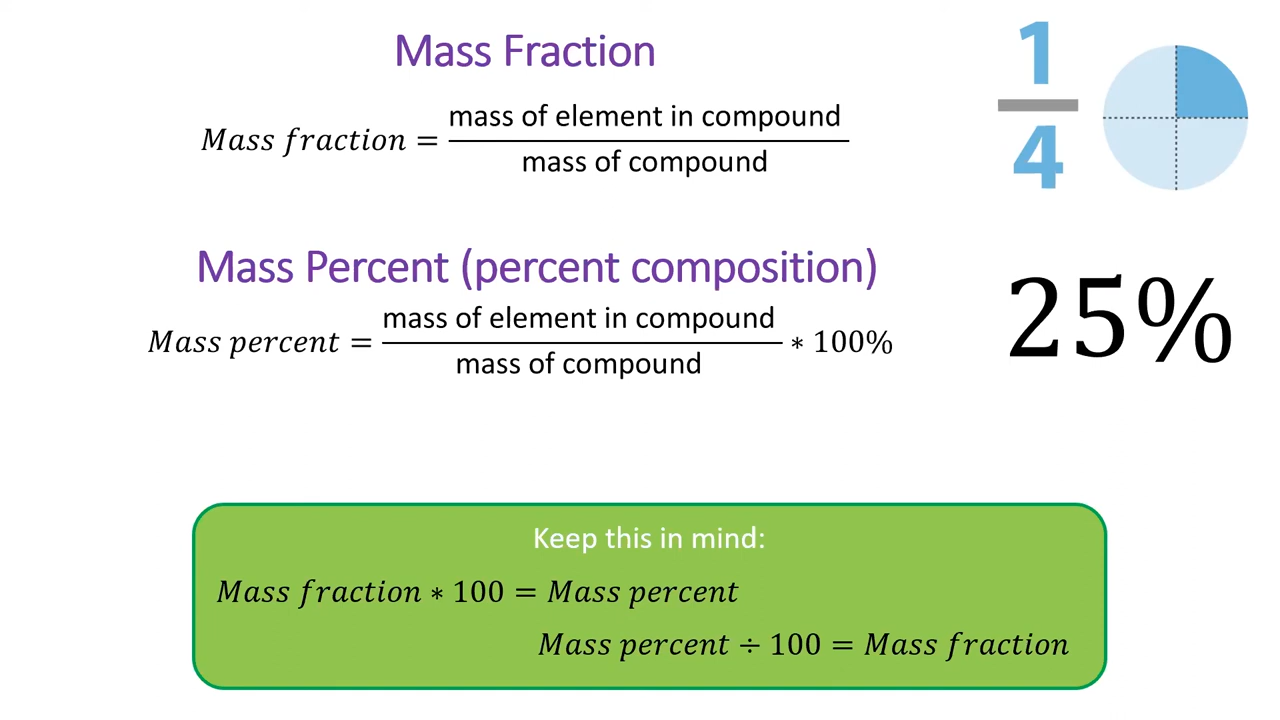 Mass Fraction
Mass fraction = mass of element in compound / mass of compound
1/4
Mass Percent (percent composition)
Mass percent = mass of element in compound / mass of compound * 100%
25%
Keep this in mind:
Mass fraction * 100 = Mass percent
Mass percent ÷ 100 = Mass fraction